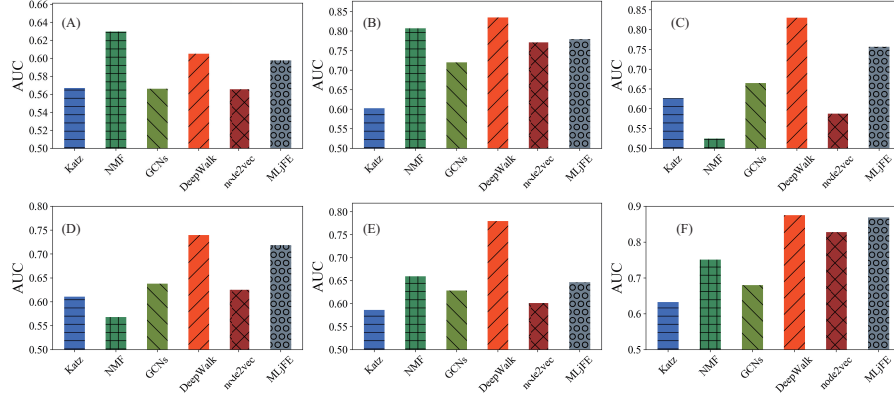 (A)
AUC
0.66
0.64
0.62
0.60
0.58
0.56
0.54
0.52
0.50
Katz NMF GCNs DeepWalk node2vec MLjFE
(B)
AUC
0.85
0.80
0.75
0.70
0.65
0.60
0.55
0.50
Katz NMF GCNs DeepWalk node2vec MLjFE
(C)
AUC
0.85
0.80
0.75
0.70
0.65
0.60
0.55
0.50
Katz NMF GCNs DeepWalk node2vec MLjFE
(D)
AUC
0.80
0.75
0.70
0.65
0.60
0.55
0.50
Katz NMF GCNs DeepWalk node2vec MLjFE
(E)
AUC
0.80
0.75
0.70
0.65
0.60
0.55
0.50
Katz NMF GCNs DeepWalk node2vec MLjFE
(F)
AUC
0.9
0.8
0.7
0.6
0.5
Katz NMF GCNs DeepWalk node2vec MLjFE